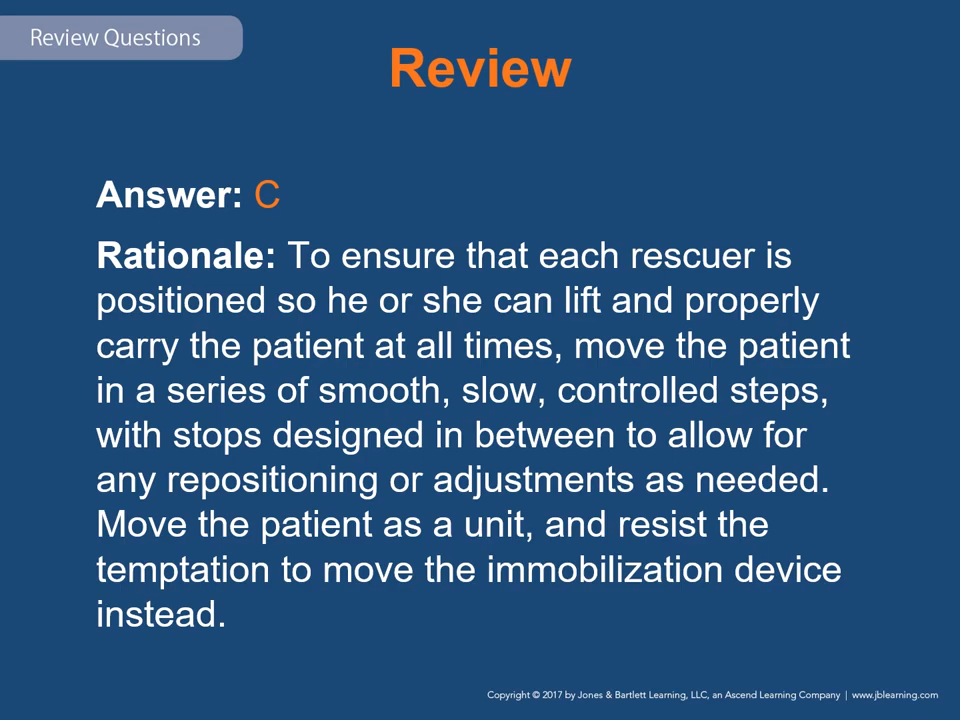 Review Questions
Review
Answer: C
Rationale: To ensure that each rescuer is
positioned so he or she can lift and properly
carry the patient at all times, move the patient
in a series of smooth, slow, controlled steps,
with stops designed in between to allow for
any repositioning or adjustments as needed.
Move the patient as a unit, and resist the
temptation to move the immobilization device
instead.
Copyright © 2017 by Jones & Bartlett Learning, LLC, an Ascend Learning Company | www.jblearning.com